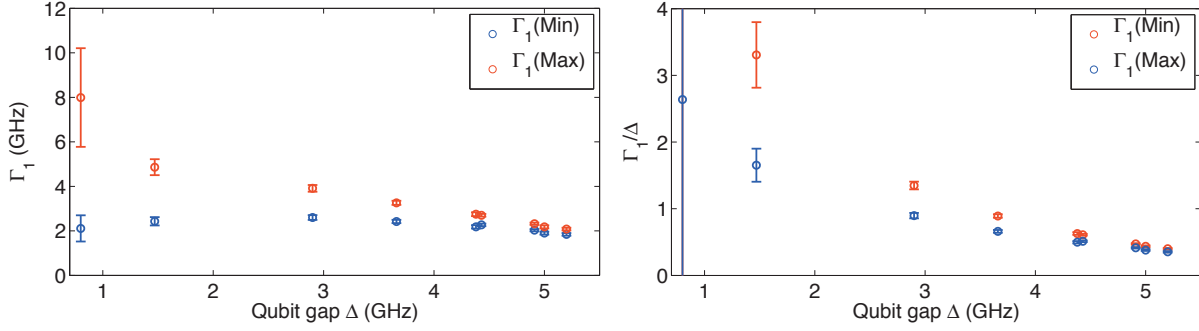 12
10
8
6
4
2
0
Γ₁ (GHz)
1
2
3
4
5
Qubit gap Δ (GHz)
Γ₁(Min)
Γ₁(Max)
4
3
2
1
0
Γ₁/Δ
1
2
3
4
5
Qubit gap Δ (GHz)
Γ₁(Min)
Γ₁(Max)